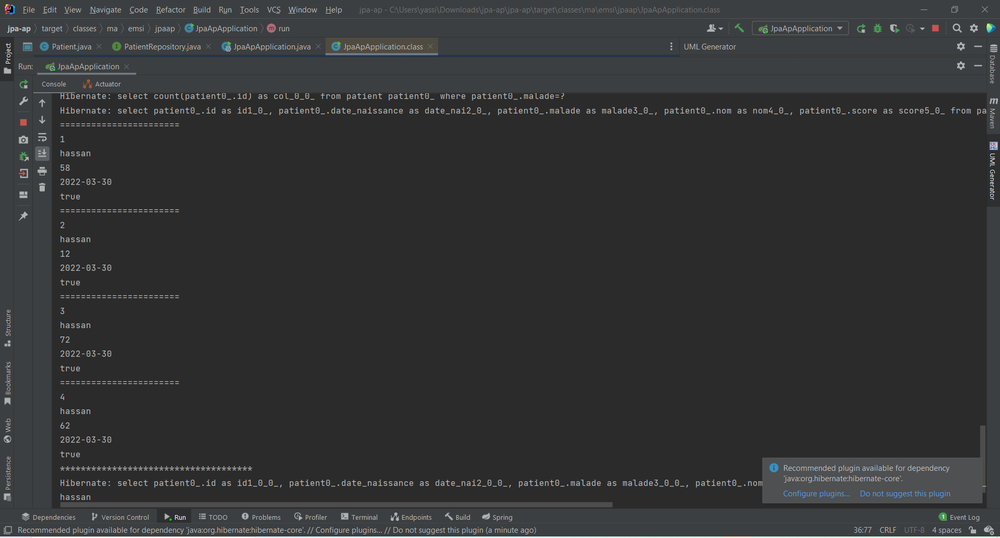 File Edit View Navigate Code Refactor Build Run Tools VCS Window Help jpa-ap - C:\Users\yassi\Downloads\jpa-ap\jpa-ap\target\classes\ma\emsi\jpaap\JpaApApplication.class
jpa-ap target classes ma emsi jpaap JpaApApplication run JpaApApplication
Patient.java PatientRepository.java JpaApApplication.java JpaApApplication.class UML Generator
Run: JpaApApplication
Console Actuator
Hibernate: select count(patient0_.id) as col_0_0_ from patient patient0_ where patient0_.malade=?
Hibernate: select patient0_.id as id1_0_, patient0_.date_naissance as date_nai2_0_, patient0_.malade as malade3_0_, patient0_.nom as nom4_0_, patient0_.score as score5_0_ from pa
=======================
1
hassan
58
2022-03-30
true
=======================
2
hassan
12
2022-03-30
true
=======================
3
hassan
72
2022-03-30
true
=======================
4
hassan
62
2022-03-30
true
*************************************
Hibernate: select patient0_.id as id1_0_0_, patient0_.date_naissance as date_nai2_0_0_, patient0_.malade as malade3_0_0_, patient0_.nom
hassan
Recommended plugin available for dependency
'java:org.hibernate:hibernate-core'.
Configure plugins... Do not suggest this plugin
Project
Structure
Bookmarks
Web
Persistence
Database
Maven
UML Generator
Dependencies Version Control Run TODO Problems Profiler Terminal Endpoints Build Spring 1 Event Log
Recommended plugin available for dependency 'java:org.hibernate:hibernate-core'. // Configure plugins... // Do not suggest this plugin (a minute ago) 36:77 CRLF UTF-8 4 spaces